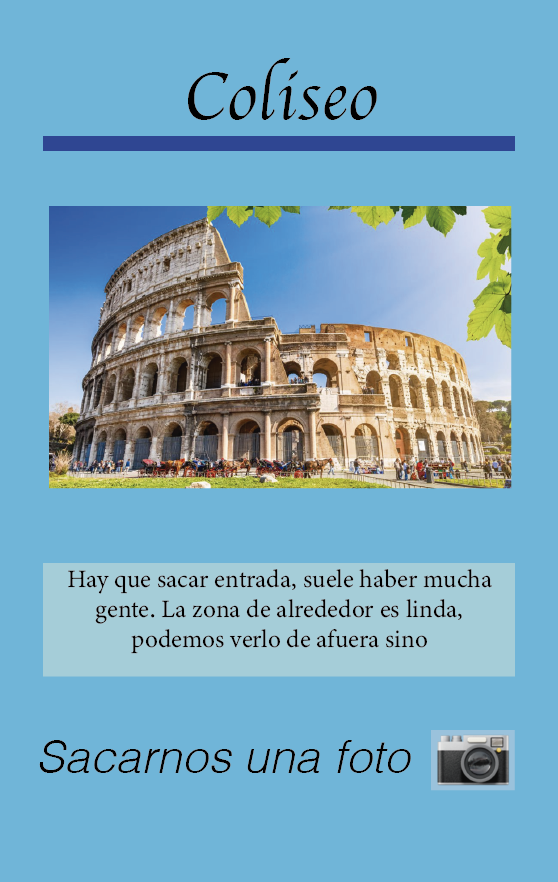 Coliseo
Hay que sacar entrada, suele haber mucha
gente. La zona de alrededor es linda,
podemos verlo de afuera sino
Sacarnos una foto